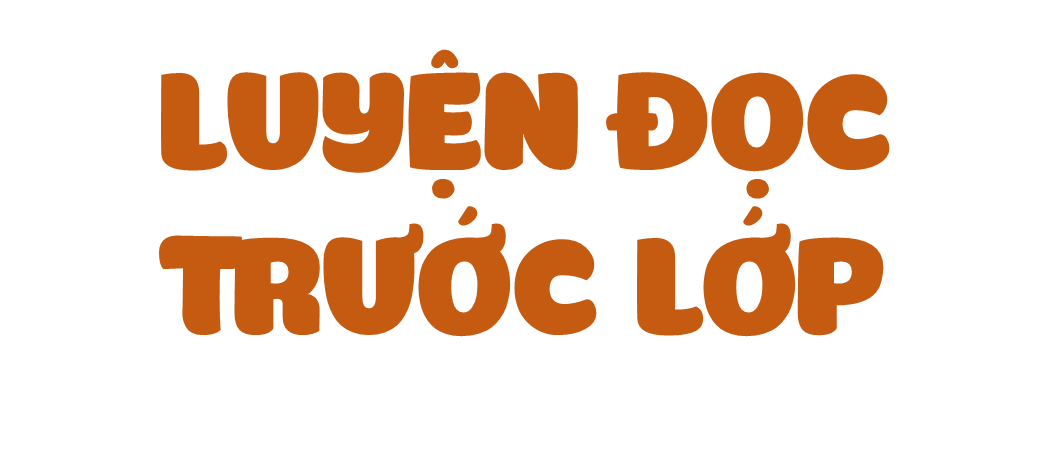 LUYỆN ĐỌC
TRƯỚC LỚP